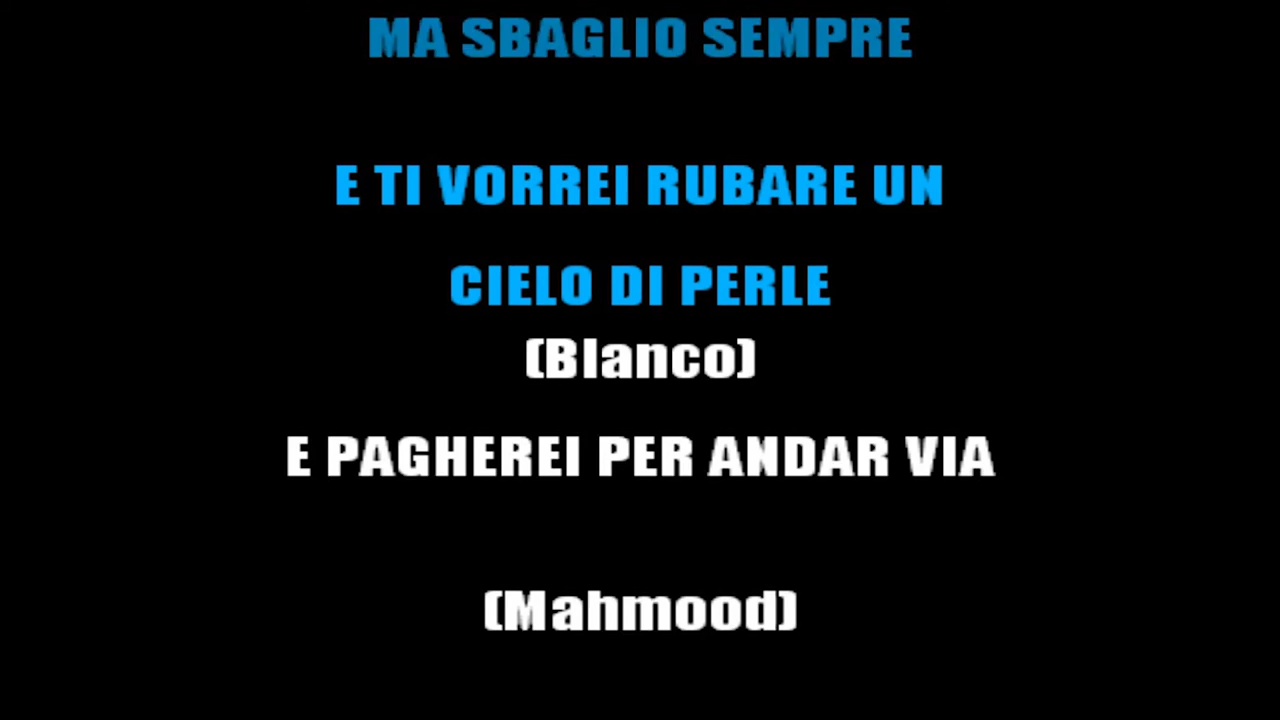 MA SBAGLIO SEMPRE
E TI VORREI RUBARE UN
CIELO DI PERLE
(Blanco)
E PAGHEREI PER ANDAR VIA
(Mahmood)